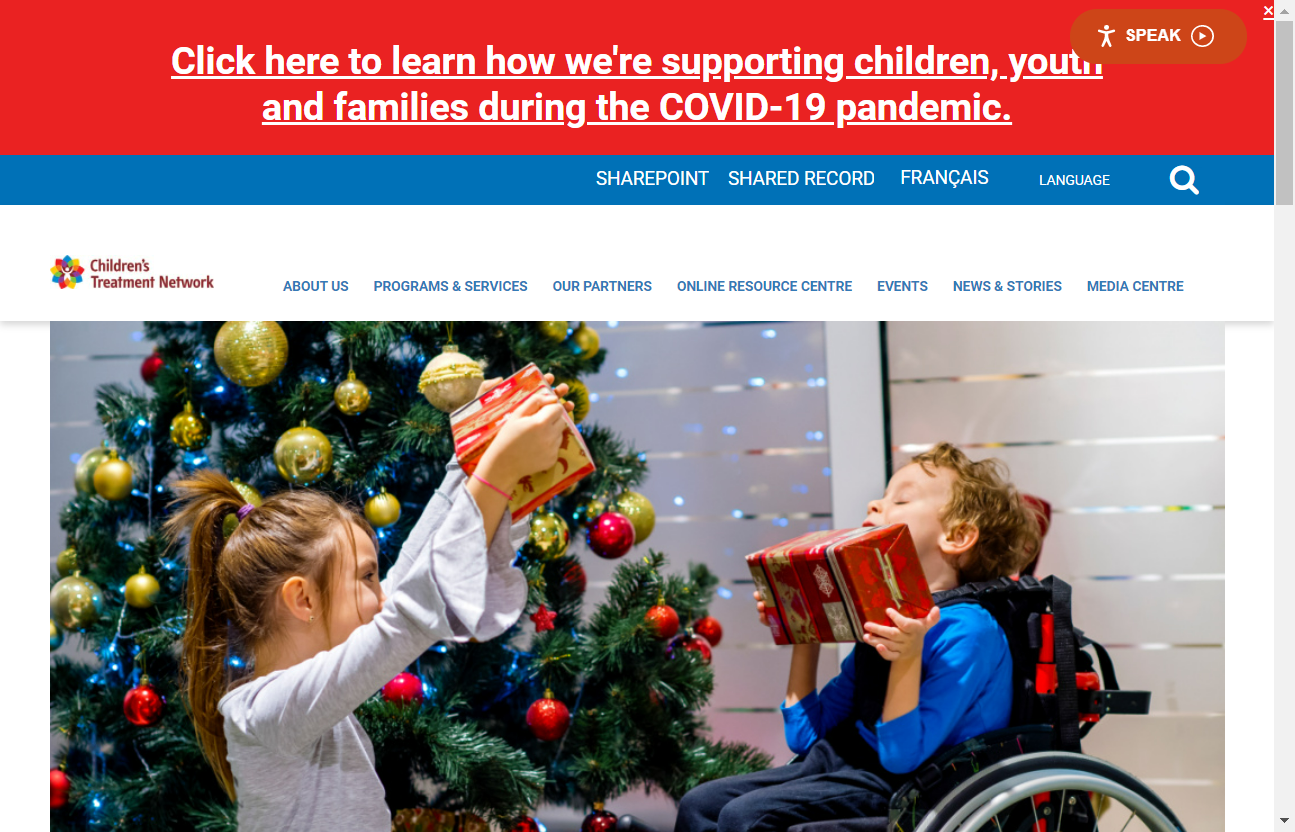 Click here to learn how we're supporting children, youth
and families during the COVID-19 pandemic.
×
SPEAK
SHAREPOINT SHARED RECORD FRANÇAIS LANGUAGE
Children's
Treatment Network
ABOUT US PROGRAMS & SERVICES OUR PARTNERS ONLINE RESOURCE CENTRE EVENTS NEWS & STORIES MEDIA CENTRE